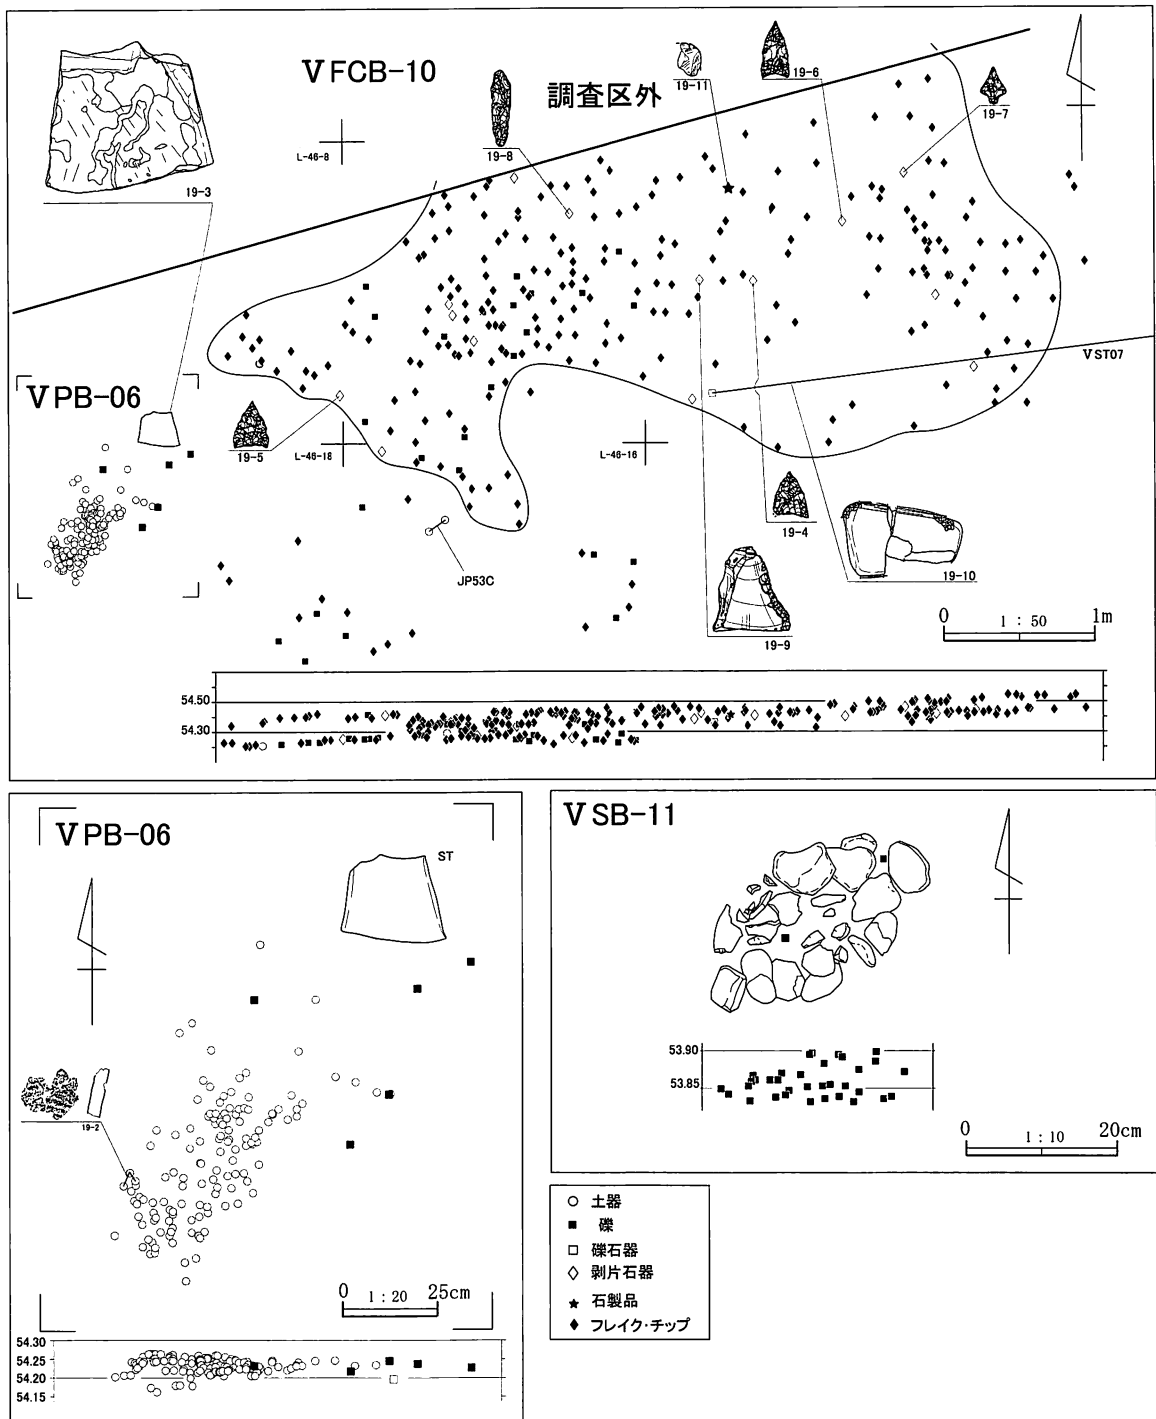 VFCB-10
調査区外
19-3
L-46-8
19-8
19-11
19-6
19-7
VPB-06
19-5
L-46-18
L-46-16
VST07
19-4
19-10
19-9
JP53C
0 1:50 1m
54.50
54.30
VPB-06
ST
19-2
0 1:20 25cm
54.30
54.25
54.20
54.15
VSB-11
53.90
53.85
0 1:10 20cm
○ 土器
■ 礫
□ 礫石器
◇ 剥片石器
★ 石製品
◆ フレイク・チップ